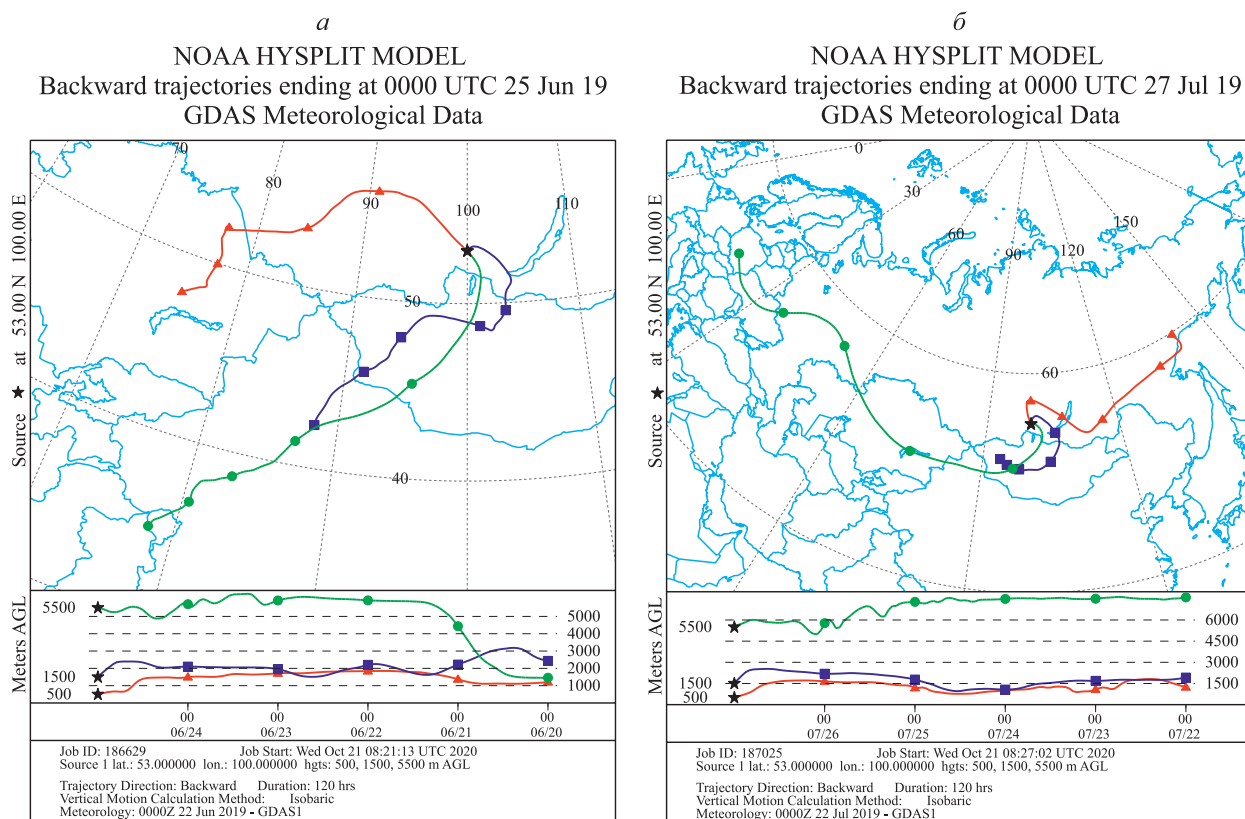 а
NOAA HYSPLIT MODEL
Backward trajectories ending at 0000 UTC 25 Jun 19
GDAS Meteorological Data
Source ★ at 53.00 N 100.00 E
70
80
90
100
110
50
40
Meters AGL
5500
1500
500
5000
4000
3000
2000
1000
00 00 00 00 00
06/24 06/23 06/22 06/21 06/20
Job ID: 186629 Job Start: Wed Oct 21 08:21:13 UTC 2020
Source 1 lat.: 53.000000 lon.: 100.000000 hgts: 500, 1500, 5500 m AGL
Trajectory Direction: Backward Duration: 120 hrs
Vertical Motion Calculation Method: Isobaric
Meteorology: 0000Z 22 Jun 2019 - GDAS1
б
NOAA HYSPLIT MODEL
Backward trajectories ending at 0000 UTC 27 Jul 19
GDAS Meteorological Data
Source ★ at 53.00 N 100.00 E
0
30
60
90
120
150
60
Meters AGL
5500
1500
500
6000
4500
3000
1500
00 00 00 00 00
07/26 07/25 07/24 07/23 07/22
Job ID: 187025 Job Start: Wed Oct 21 08:27:02 UTC 2020
Source 1 lat.: 53.000000 lon.: 100.000000 hgts: 500, 1500, 5500 m AGL
Trajectory Direction: Backward Duration: 120 hrs
Vertical Motion Calculation Method: Isobaric
Meteorology: 0000Z 22 Jul 2019 - GDAS1